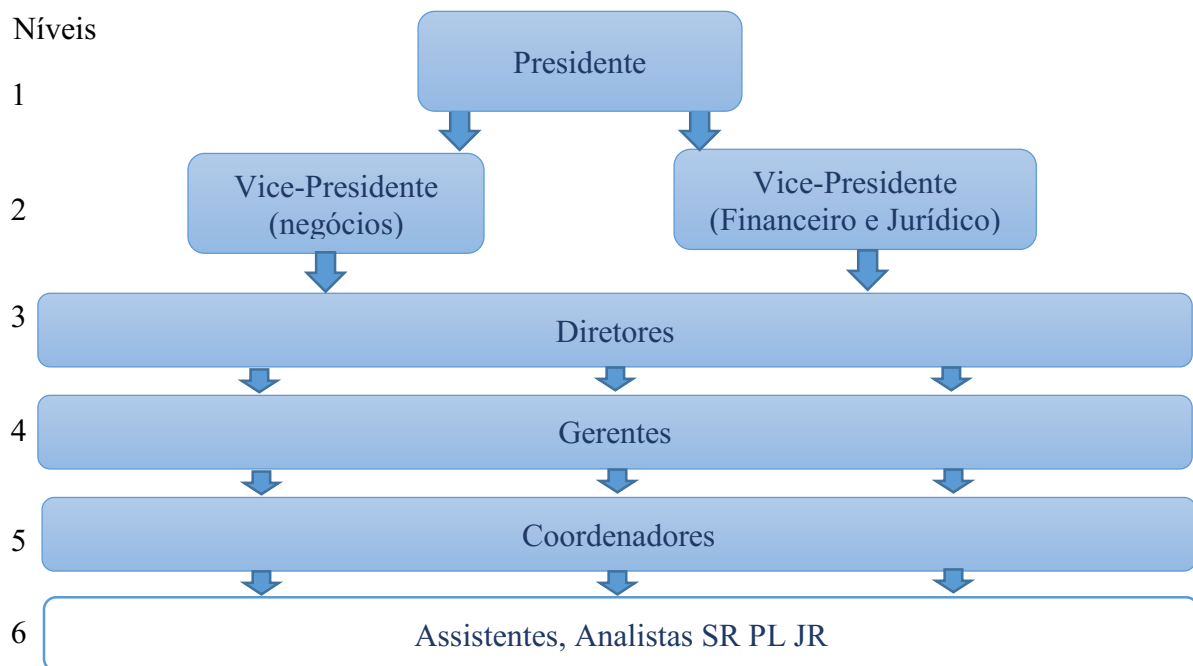 Níveis
Presidente
1
Vice-Presidente
(negócios)
Vice-Presidente
(Financeiro e Jurídico)
2
3
Diretores
4
Gerentes
5
Coordenadores
6
Assistentes, Analistas SR PL JR